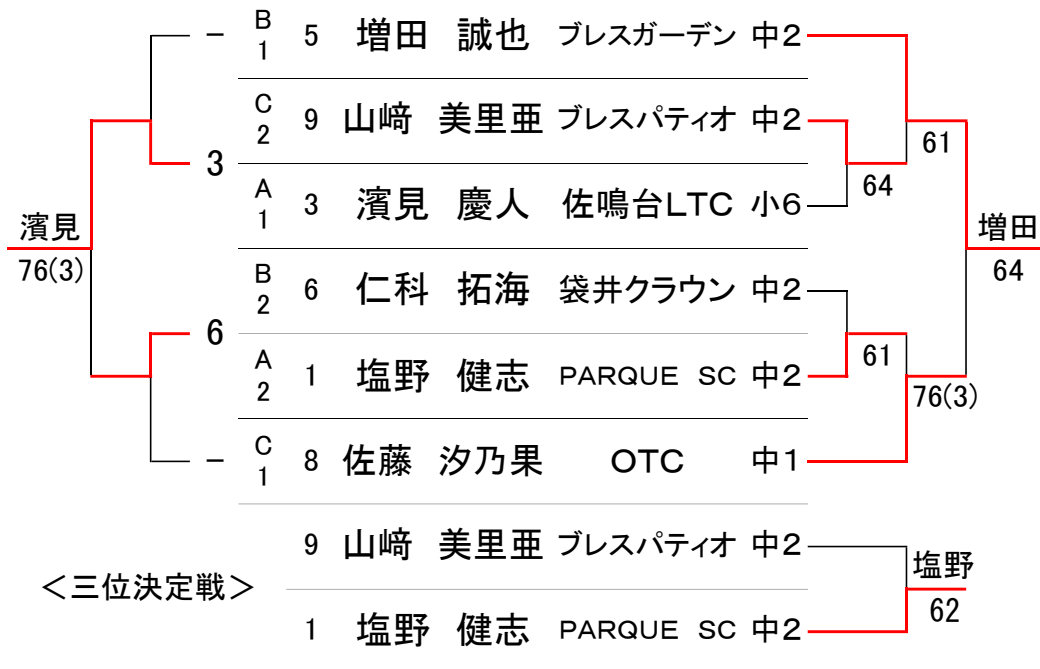 – B1 5 増田 誠也 ブレスガーデン 中2
C2 9 山﨑 美里亜 ブレスパティオ 中2
61
3
64
A1 3 濱見 慶人 佐鳴台LTC 小6
濱見
増田
76(3)
64
B2 6 仁科 拓海 袋井クラウン 中2
6
61
A2 1 塩野 健志 PARQUE SC 中2
76(3)
– C1 8 佐藤 汐乃果 OTC 中1
9 山﨑 美里亜 ブレスパティオ 中2
塩野
＜三位決定戦＞
62
1 塩野 健志 PARQUE SC 中2